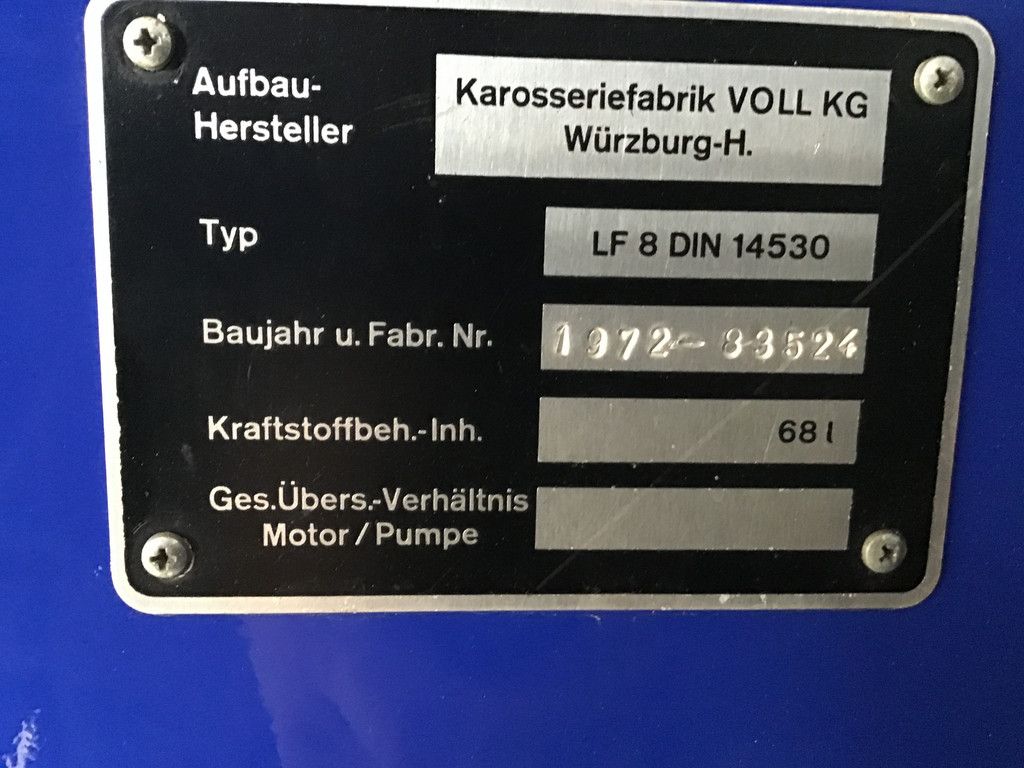 Aufbau-
Hersteller
Karosseriefabrik VOLL KG
Würzburg-H.
Typ
LF 8 DIN 14530
Baujahr u. Fabr. Nr.
1972-83524
Kraftstoffbeh.-Inh.
68 l
Ges.Übers.-Verhältnis
Motor / Pumpe